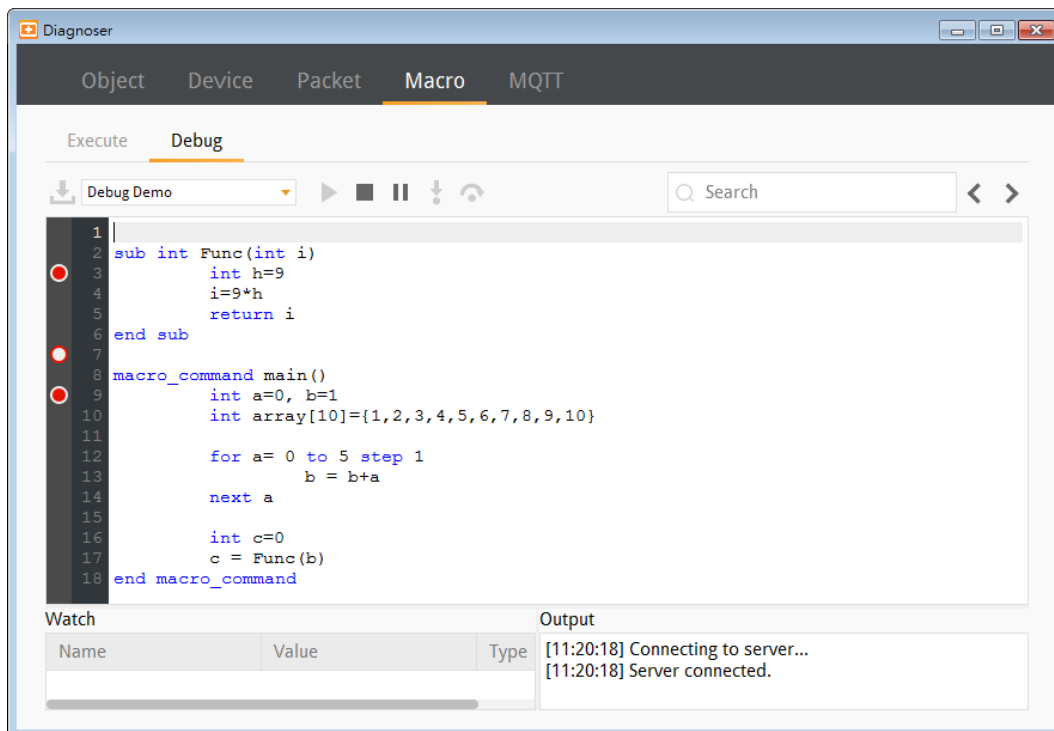 Diagnoser
Object Device Packet Macro MQTT
Execute Debug
Debug Demo Search
1
2 sub int Func(int i)
3 int h=9
4 i=9*h
5 return i
6 end sub
7
8 macro_command main()
9 int a=0, b=1
10 int array[10]={1,2,3,4,5,6,7,8,9,10}
11
12 for a= 0 to 5 step 1
13 b = b+a
14 next a
15
16 int c=0
17 c = Func(b)
18 end macro_command
Watch
Name Value Type
Output
[11:20:18] Connecting to server...
[11:20:18] Server connected.